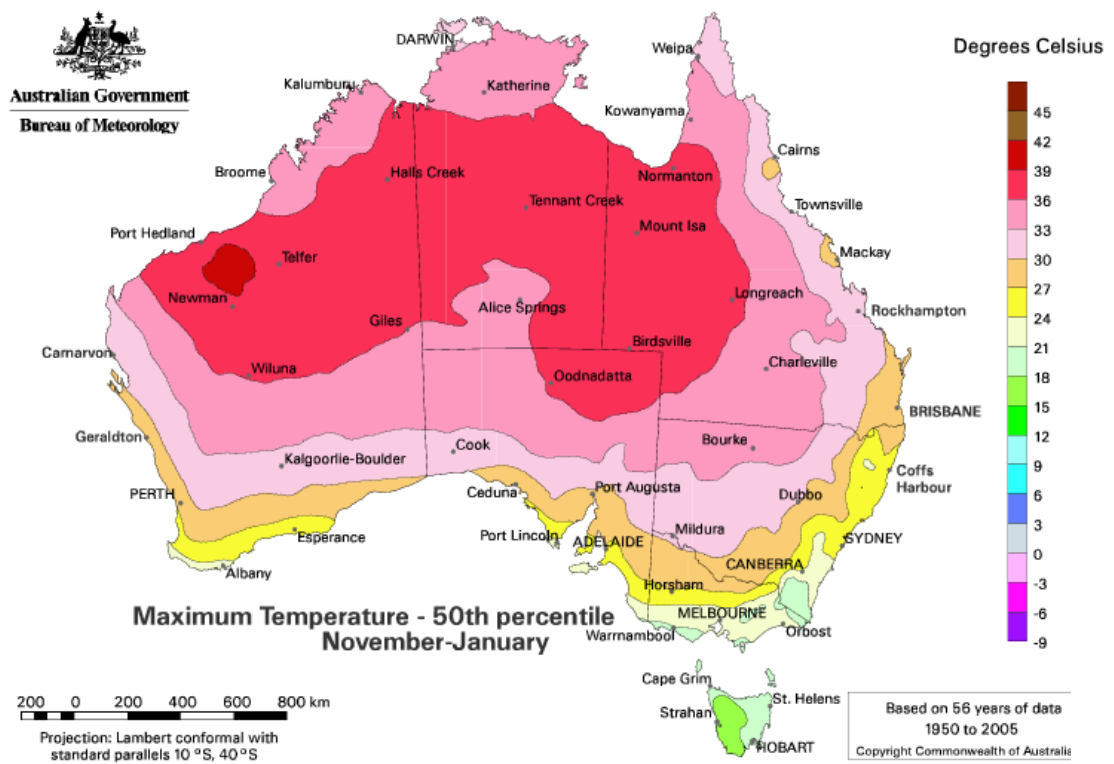 Australian Government
Bureau of Meteorology
Degrees Celsius
45
42
39
36
33
30
27
24
21
18
15
12
9
6
3
0
-3
-6
-9
DARWIN
Weipa
Kalumburu
Katherine
Kowanyama
Cairns
Broome
Halls Creek
Normanton
Tennant Creek
Townsville
Port Hedland
Mount Isa
Mackay
Telfer
Newman
Alice Springs
Longreach
Rockhampton
Giles
Carnarvon
Birdsville
Wiluna
Oodnadatta
Charleville
BRISBANE
Geraldton
Bourke
Cook
Kalgoorlie-Boulder
Coffs
Harbour
PERTH
Ceduna
Port Augusta
Dubbo
Esperance
Port Lincoln
ADELAIDE
Mildura
SYDNEY
Albany
CANBERRA
Horsham
MELBOURNE
Warrnambool
Orbost
Maximum Temperature - 50th percentile
November-January
Cape Grim
St. Helens
Strahan
HOBART
200 0 200 400 600 800 km
Projection: Lambert conformal with
standard parallels 10 °S, 40 °S
Based on 56 years of data
1950 to 2005
Copyright Commonwealth of Australia